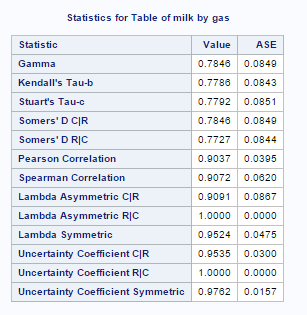 Statistics for Table of milk by gas
Statistic Value ASE
Gamma 0.7846 0.0849
Kendall's Tau-b 0.7786 0.0843
Stuart's Tau-c 0.7792 0.0851
Somers' D C|R 0.7846 0.0849
Somers' D R|C 0.7727 0.0844
Pearson Correlation 0.9037 0.0395
Spearman Correlation 0.9072 0.0620
Lambda Asymmetric C|R 0.9091 0.0867
Lambda Asymmetric R|C 1.0000 0.0000
Lambda Symmetric 0.9524 0.0475
Uncertainty Coefficient C|R 0.9535 0.0300
Uncertainty Coefficient R|C 1.0000 0.0000
Uncertainty Coefficient Symmetric 0.9762 0.0157